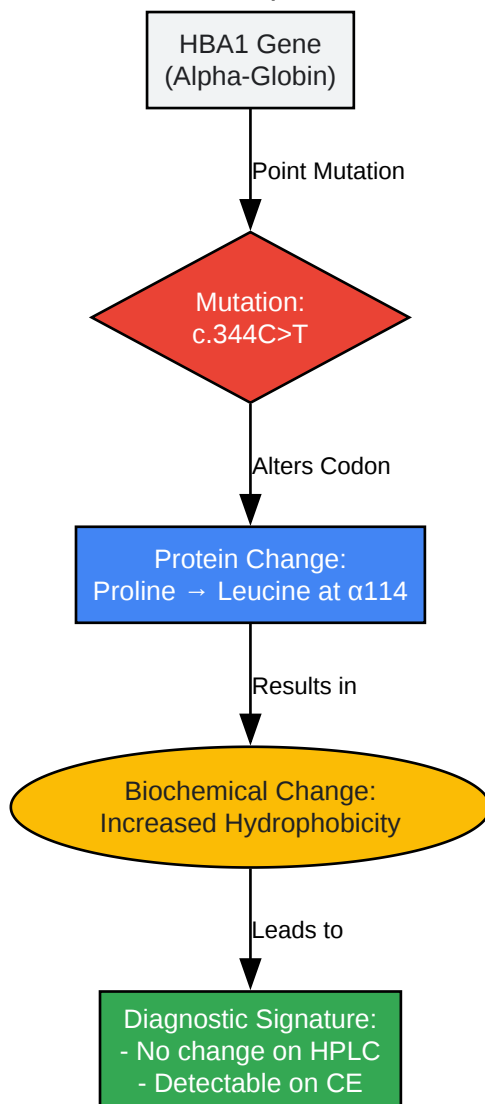 HBA1 Gene
(Alpha-Globin)
Point Mutation
Mutation:
c.344C>T
Alters Codon
Protein Change:
Proline → Leucine at α114
Results in
Biochemical Change:
Increased Hydrophobicity
Leads to
Diagnostic Signature:
- No change on HPLC
- Detectable on CE